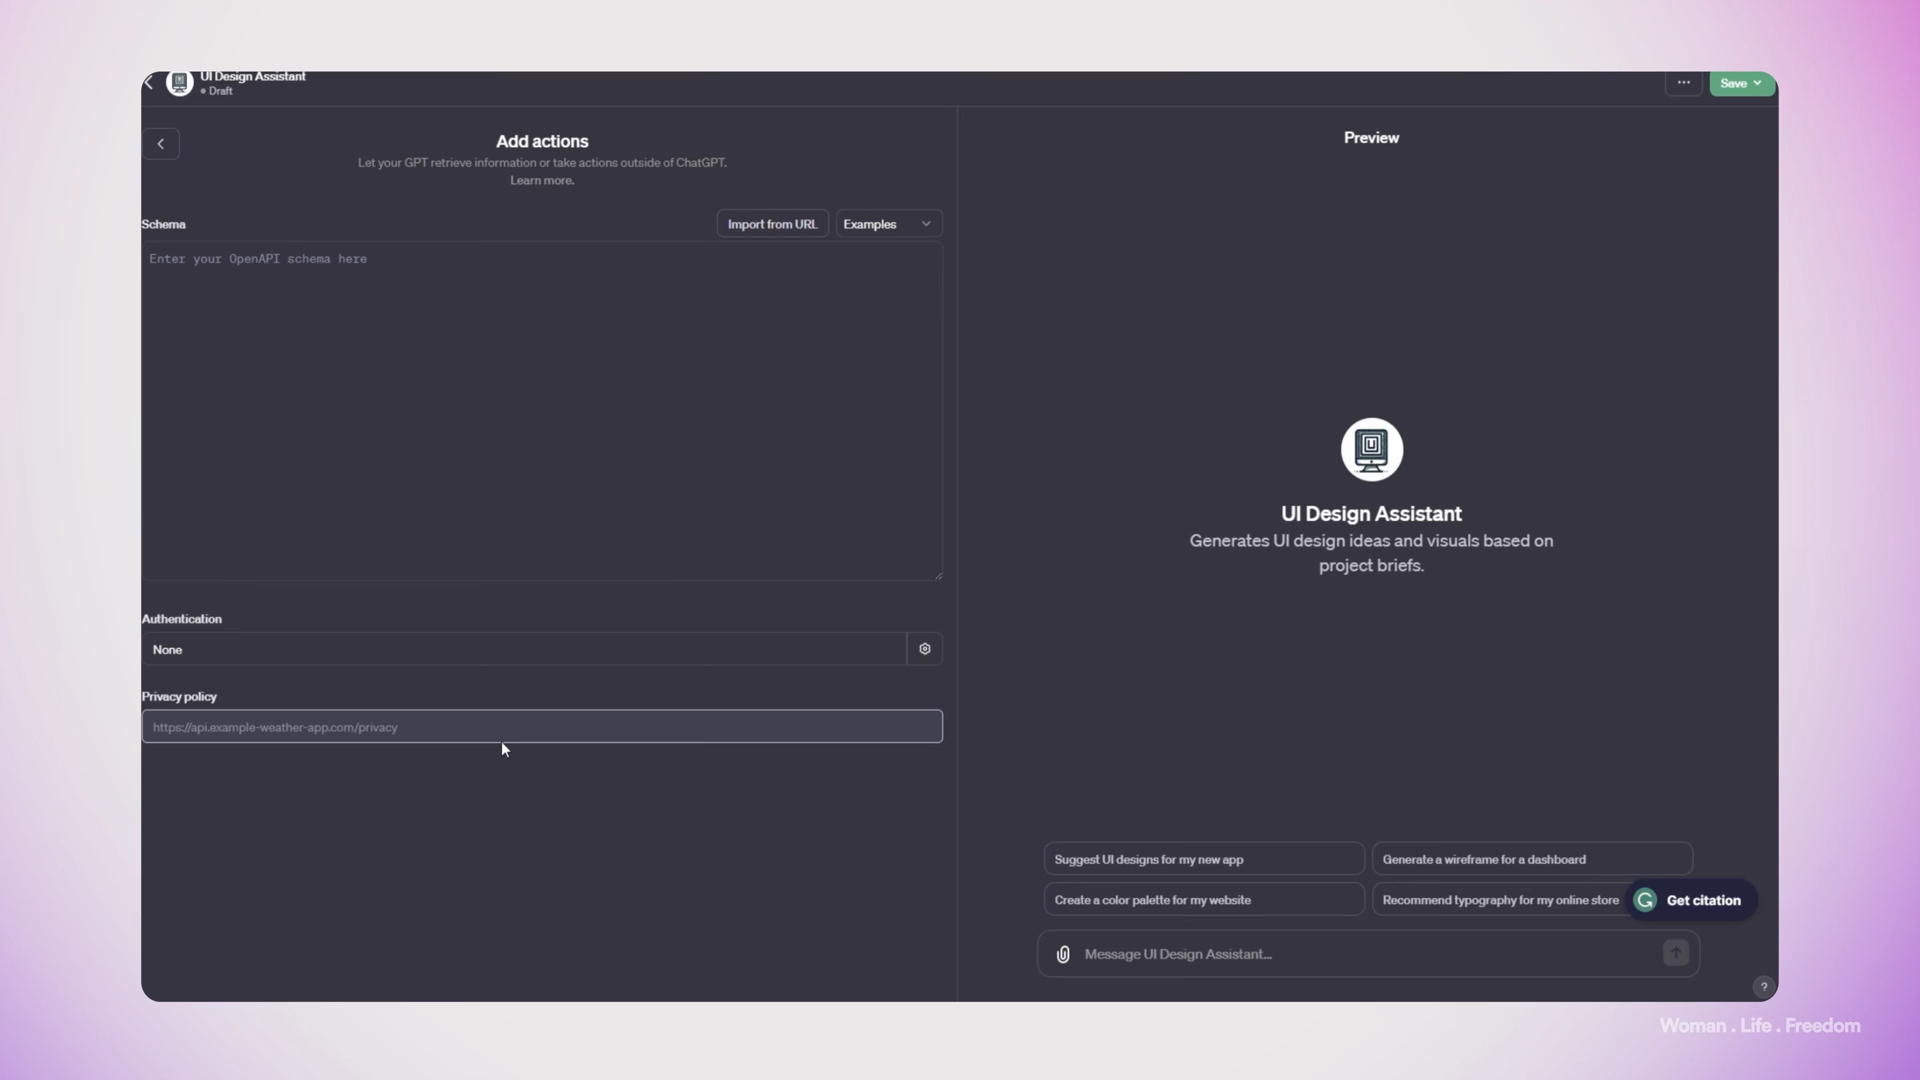 UI Design Assistant
Draft
Save
Add actions
Let your GPT retrieve information or take actions outside of ChatGPT.
Learn more.
Schema
Import from URL
Examples
Enter your OpenAPI schema here
Authentication
None
Privacy policy
https://api.example-weather-app.com/privacy
Preview
UI Design Assistant
Generates UI design ideas and visuals based on
project briefs.
Suggest UI designs for my new app
Generate a wireframe for a dashboard
Create a color palette for my website
Recommend typography for my online store
Get citation
Message UI Design Assistant...
?
Woman . Life . Freedom